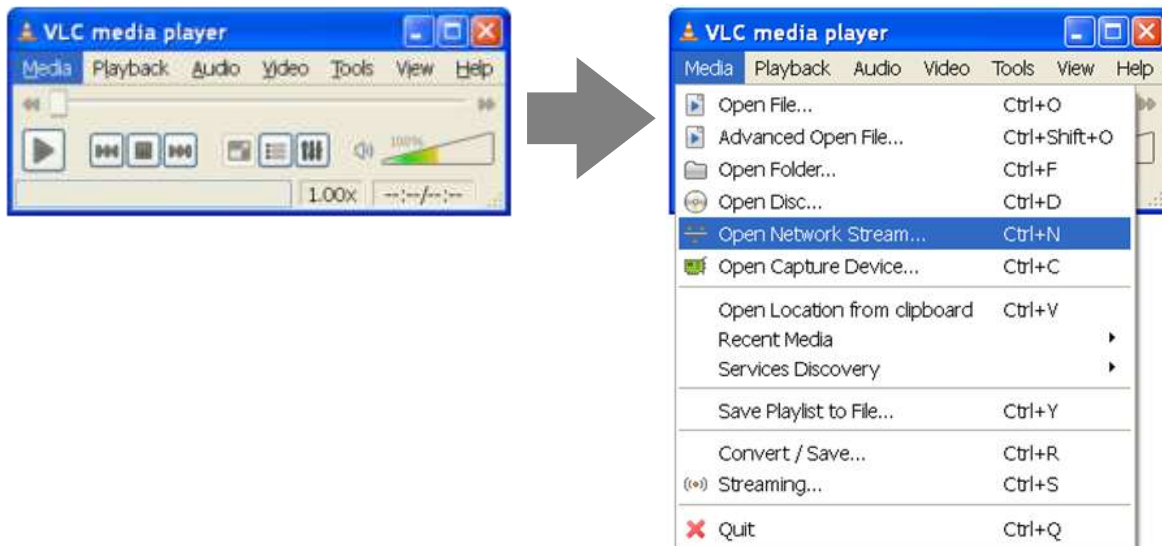 VLC media player
Media Playback Audio Video Tools View Help
100%
1.00x --:--/--:--
VLC media player
Media Playback Audio Video Tools View Help
Open File... Ctrl+O
Advanced Open File... Ctrl+Shift+O
Open Folder... Ctrl+F
Open Disc... Ctrl+D
Open Network Stream... Ctrl+N
Open Capture Device... Ctrl+C
Open Location from clipboard Ctrl+V
Recent Media
Services Discovery
Save Playlist to File... Ctrl+Y
Convert / Save... Ctrl+R
Streaming... Ctrl+S
Quit Ctrl+Q